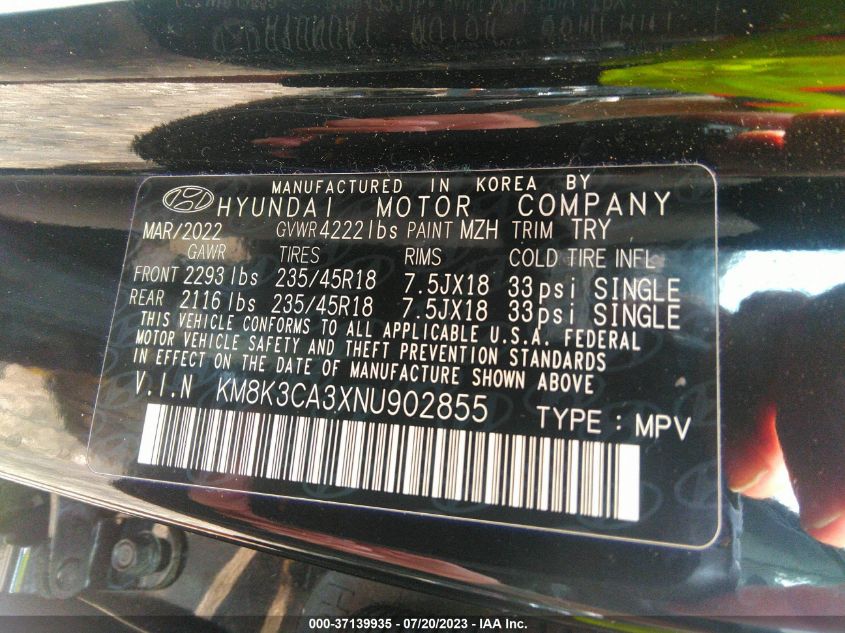 MANUFACTURED IN KOREA BY
HYUNDAI MOTOR COMPANY
MAR/2022 GVWR 4222 lbs PAINT MZH TRIM TRY
GAWR TIRES RIMS COLD TIRE INFL
FRONT 2293 lbs 235/45R18 7.5JX18 33psi SINGLE
REAR 2116 lbs 235/45R18 7.5JX18 33psi SINGLE
THIS VEHICLE CONFORMS TO ALL APPLICABLE U.S.A. FEDERAL
MOTOR VEHICLE SAFETY AND THEFT PREVENTION STANDARDS
IN EFFECT ON THE DATE OF MANUFACTURE SHOWN ABOVE
V.I.N KM8K3CA3XNU902855 TYPE : MPV
000-37139935 / 07/20/2023 - IAA Inc.